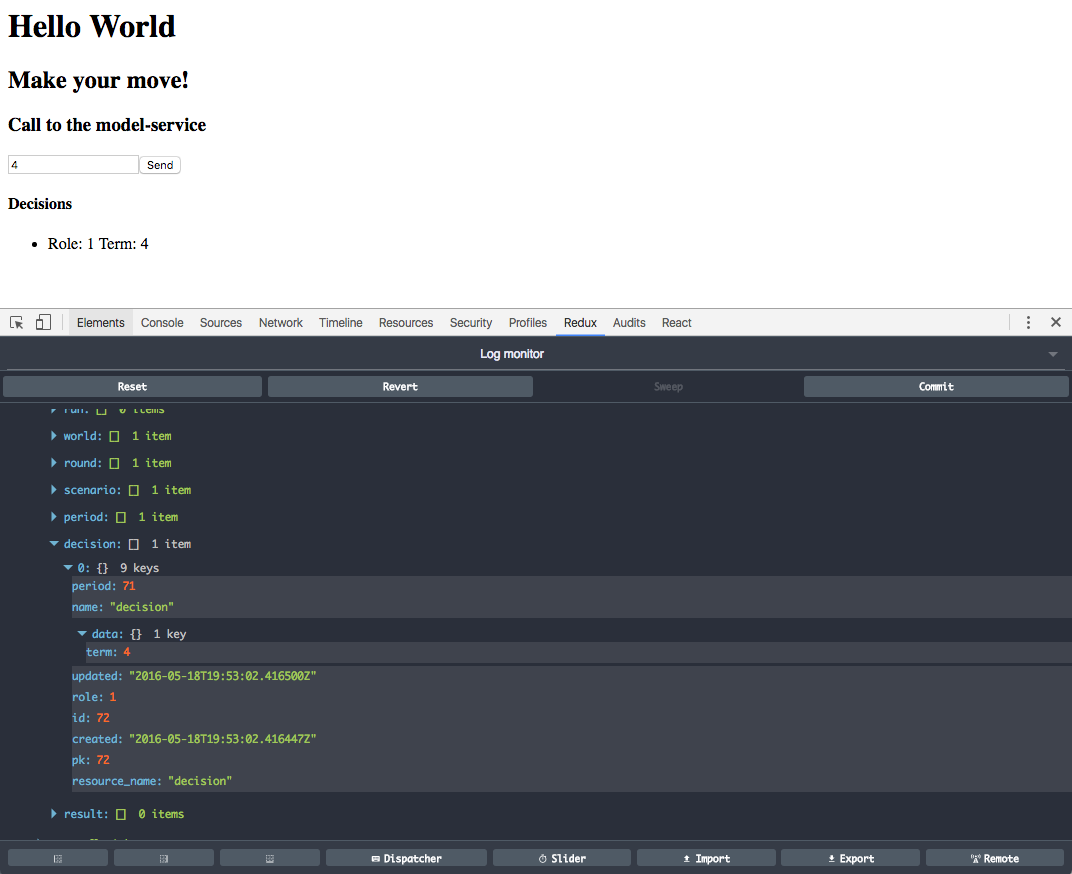 Hello World
Make your move!
Call to the model-service
4 Send
Decisions
• Role: 1 Term: 4
Elements Console Sources Network Timeline Resources Security Profiles Redux Audits React
Log monitor
Reset Revert Sweep Commit
run: [] 0 items
world: [] 1 item
round: [] 1 item
scenario: [] 1 item
period: [] 1 item
decision: [] 1 item
0: {} 9 keys
period: 71
name: "decision"
data: {} 1 key
term: 4
updated: "2016-05-18T19:53:02.416500Z"
role: 1
id: 72
created: "2016-05-18T19:53:02.416447Z"
pk: 72
resource_name: "decision"
result: [] 0 items
Dispatcher Slider Import Export Remote